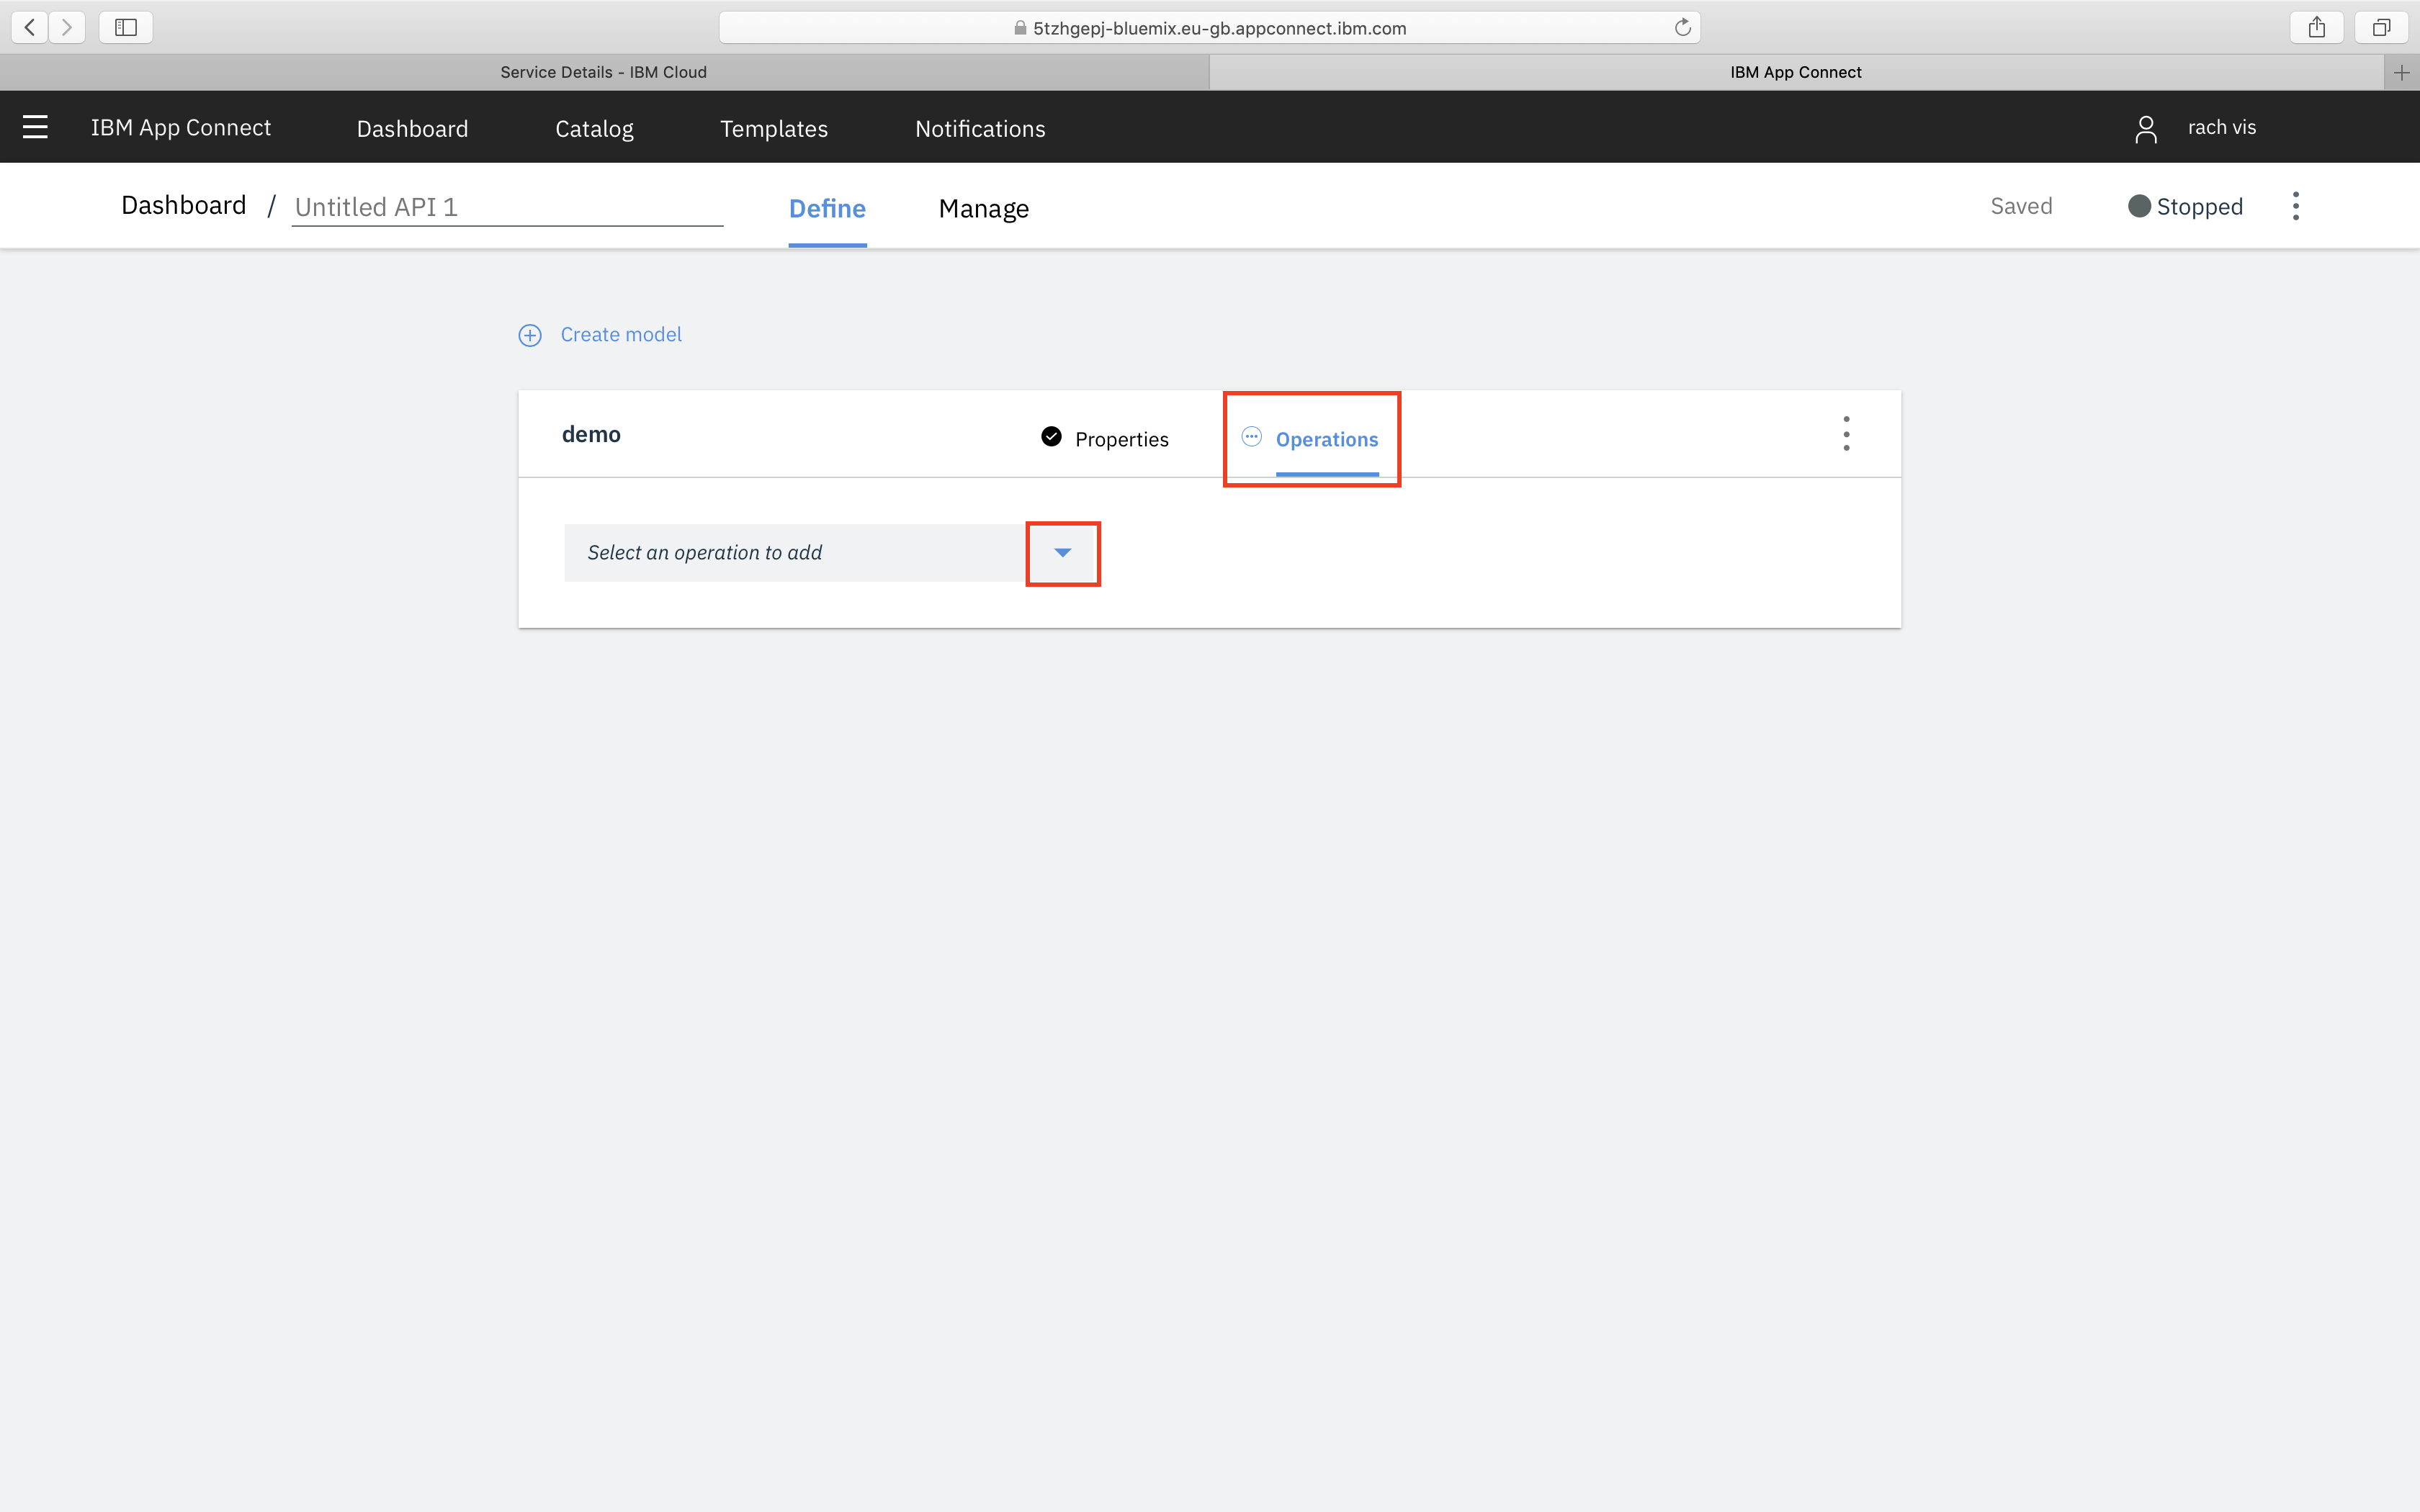 5tzhgepj-bluemix.eu-gb.appconnect.ibm.com
Service Details - IBM Cloud
IBM App Connect
IBM App Connect
Dashboard
Catalog
Templates
Notifications
rach vis
Dashboard / Untitled API 1
Define
Manage
Saved
Stopped
Create model
demo
Properties
Operations
Select an operation to add